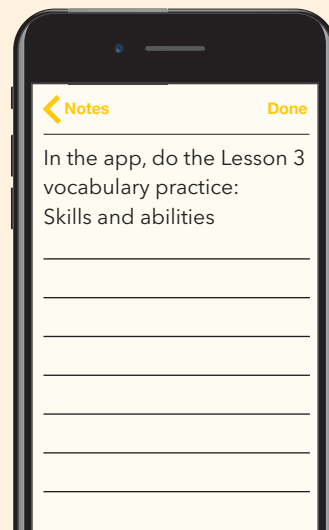 Notes
Done
In the app, do the Lesson 3
vocabulary practice:
Skills and abilities